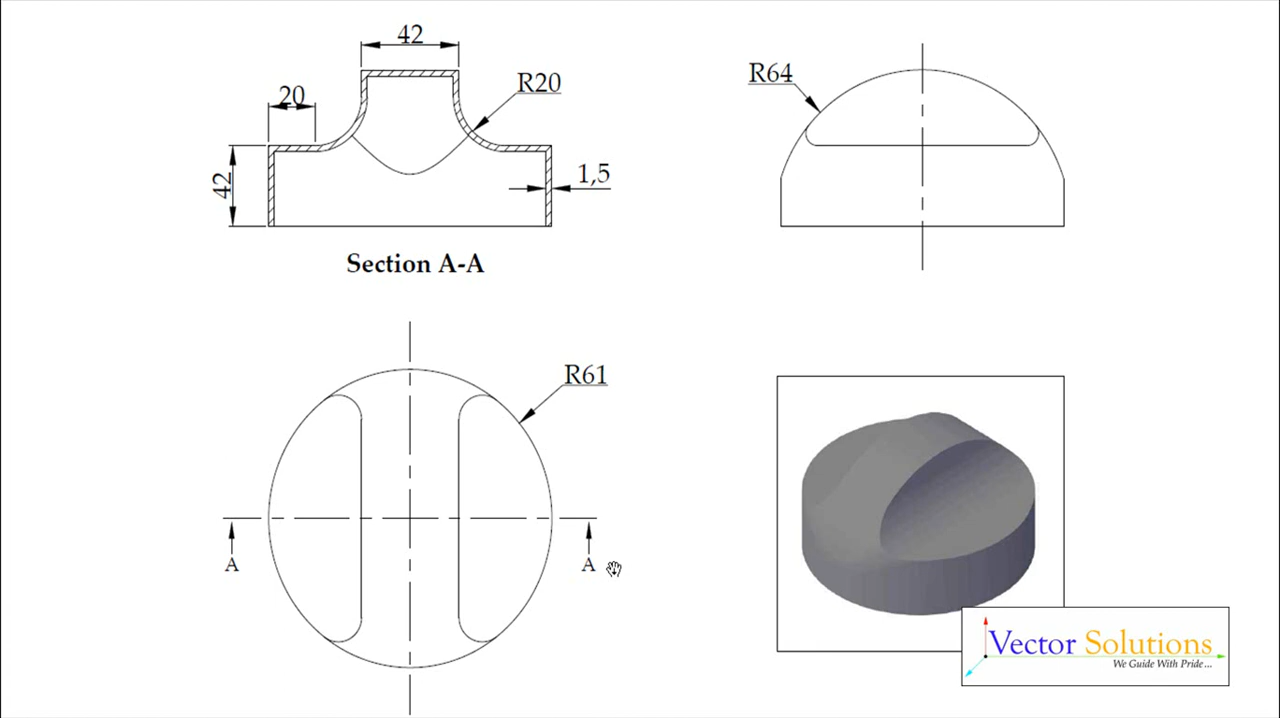 42
20
R20
42
1,5
Section A-A
R64
R61
A
A
Vector Solutions
We Guide With Pride...